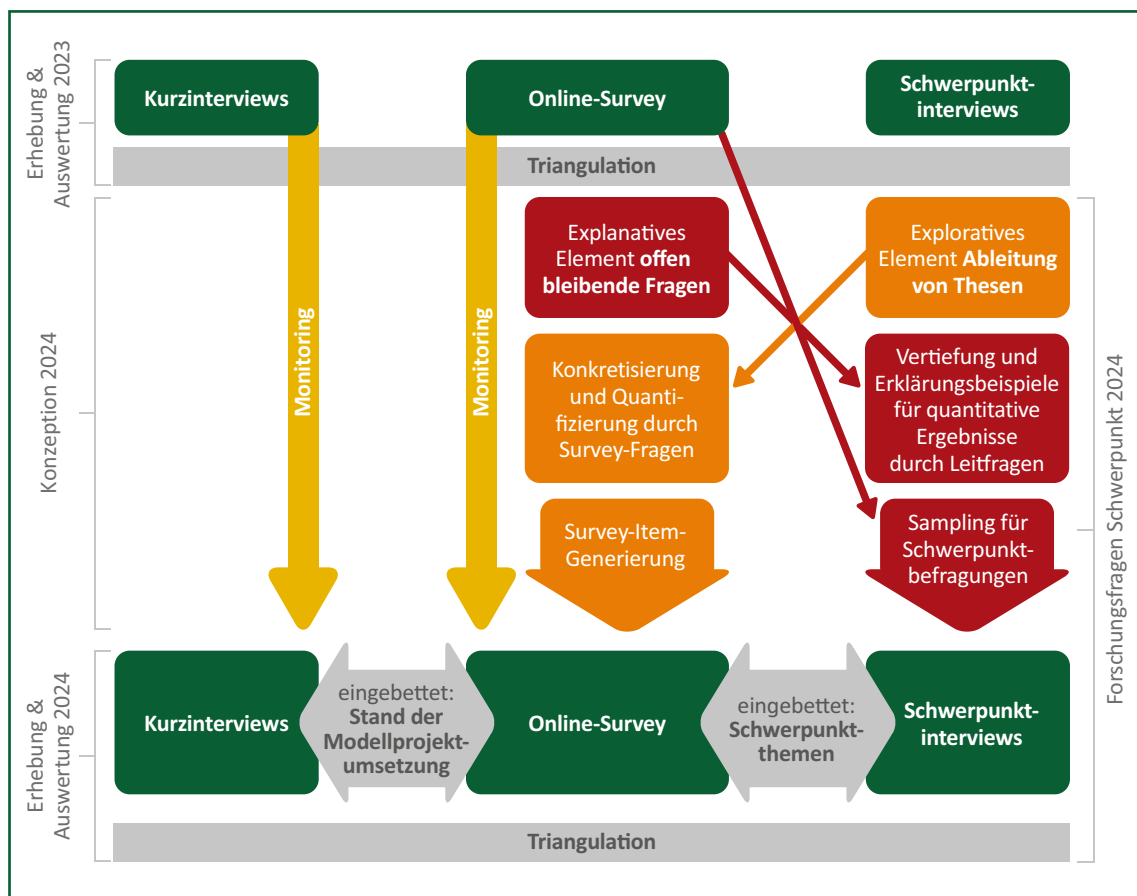 Erhebung &
Auswertung 2023
Kurzinterviews
Online-Survey
Schwerpunkt-
interviews
Triangulation
Konzeption 2024
Monitoring
Monitoring
Explanatives
Element offen
bleibende Fragen
Exploratives
Element Ableitung
von Thesen
Konkretisierung
und Quanti-
fizierung durch
Survey-Fragen
Vertiefung und
Erklärungsbeispiele
für quantitative
Ergebnisse
durch Leitfragen
Survey-Item-
Generierung
Sampling für
Schwerpunkt-
befragungen
Forschungsfragen Schwerpunkt 2024
Erhebung &
Auswertung 2024
Kurzinterviews
eingebettet:
Stand der
Modellprojekt-
umsetzung
Online-Survey
eingebettet:
Schwerpunkt-
themen
Schwerpunkt-
interviews
Triangulation